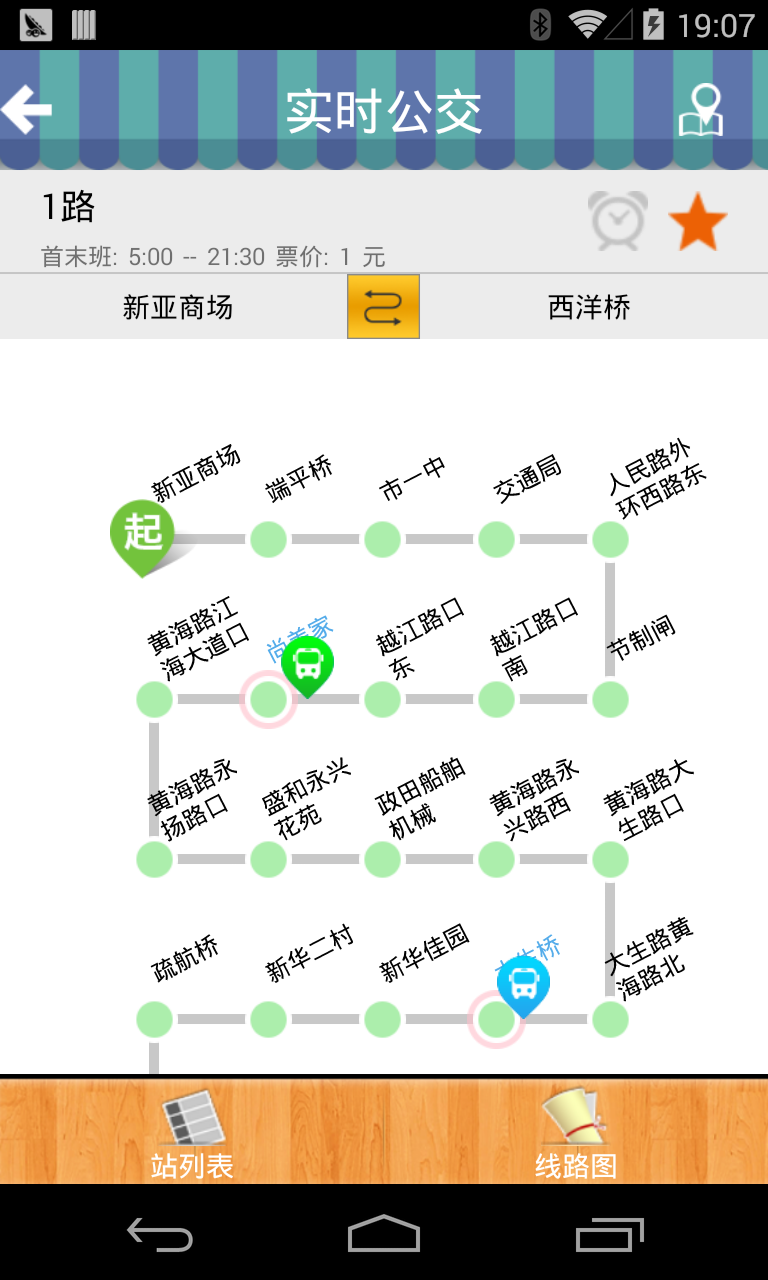 19:07
实时公交
1路
首末班: 5:00 -- 21:30 票价: 1 元
新亚商场
西洋桥
新亚商场
端平桥
市一中
交通局
人民路外
环西路东
起
黄海路江
海大道口
尚美家
越江路口
东
越江路口
南
节制闸
黄海路永
扬路口
盛和永兴
花苑
政田船舶
机械
黄海路永
兴路西
黄海路大
生路口
疏航桥
新华二村
新华佳园
大生桥
大生路黄
海路北
站列表
线路图